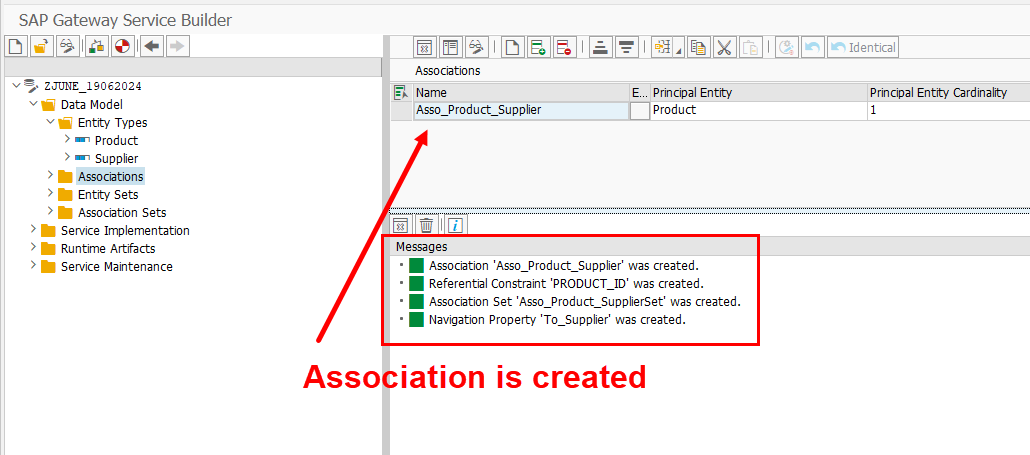 SAP Gateway Service Builder
Identical
ZJUNE_19062024
Data Model
Entity Types
Product
Supplier
Associations
Entity Sets
Association Sets
Service Implementation
Runtime Artifacts
Service Maintenance
Associations
Name E... Principal Entity Principal Entity Cardinality
Asso_Product_Supplier Product 1
Messages
Association 'Asso_Product_Supplier' was created.
Referential Constraint 'PRODUCT_ID' was created.
Association Set 'Asso_Product_SupplierSet' was created.
Navigation Property 'To_Supplier' was created.
Association is created